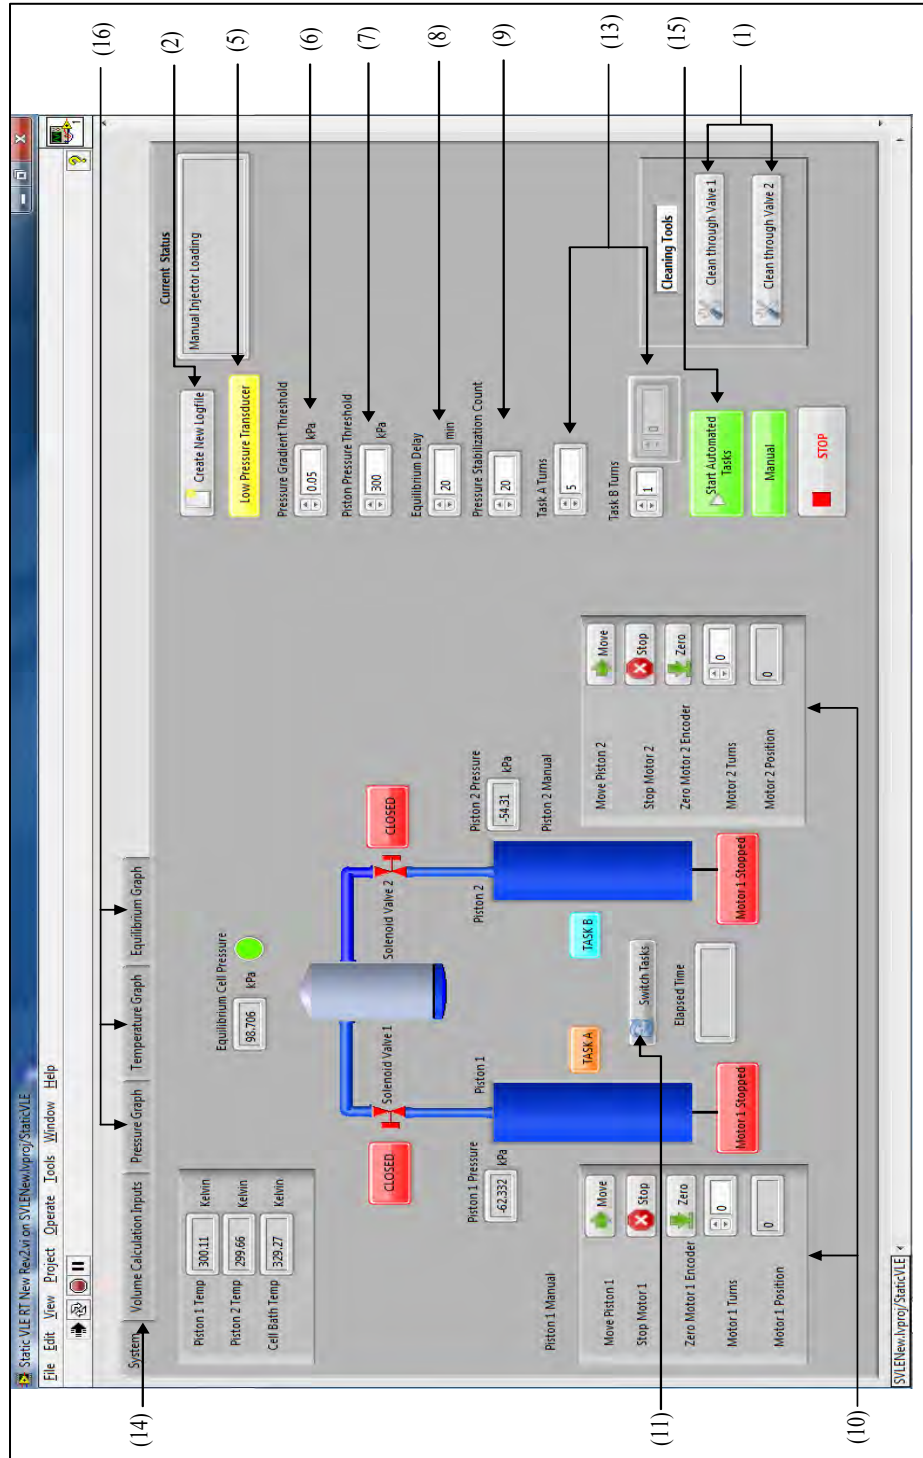 Static VLE RT New Rev2.vi on SVLENew.lvproj/StaticVLE
File Edit View Project Operate Tools Window Help
System
Volume Calculation Inputs
Pressure Graph
Temperature Graph
Equilibrium Graph
Piston 1 Temp 300.11 Kelvin
Piston 2 Temp 299.66 Kelvin
Cell Bath Temp 329.27 Kelvin
Equilibrium Cell Pressure
98.706 kPa
CLOSED
Solenoid Valve 1
Solenoid Valve 2
CLOSED
Piston 1 Pressure
-62.332 kPa
Piston 1
Piston 2
Piston 2 Pressure
-54.31 kPa
Piston 1 Manual
Move Piston 1 Move
Stop Motor 1 Stop
Zero Motor 1 Encoder Zero
Motor 1 Turns 0
Motor 1 Position 0
Motor 1 Stopped
TASK A
TASK B
Switch Tasks
Elapsed Time
Motor 1 Stopped
Piston 2 Manual
Move Piston 2 Move
Stop Motor 2 Stop
Zero Motor 2 Encoder Zero
Motor 2 Turns 0
Motor 2 Position 0
Create New Logfile
Low Pressure Transducer
Current Status
Manual Injector Loading
Pressure Gradient Threshold
0.05 kPa
Piston Pressure Threshold
300 kPa
Equilibrium Delay
20 min
Pressure Stabilization Count
20
Task A Turns
5
Task B Turns
1
0
Start Automated
Tasks
Manual
STOP
Cleaning Tools
Clean through Valve 1
Clean through Valve 2
SVLENew.lvproj/StaticVLE
(16)
(2)
(5)
(6)
(7)
(8)
(9)
(13)
(15)
(1)
(14)
(11)
(10)